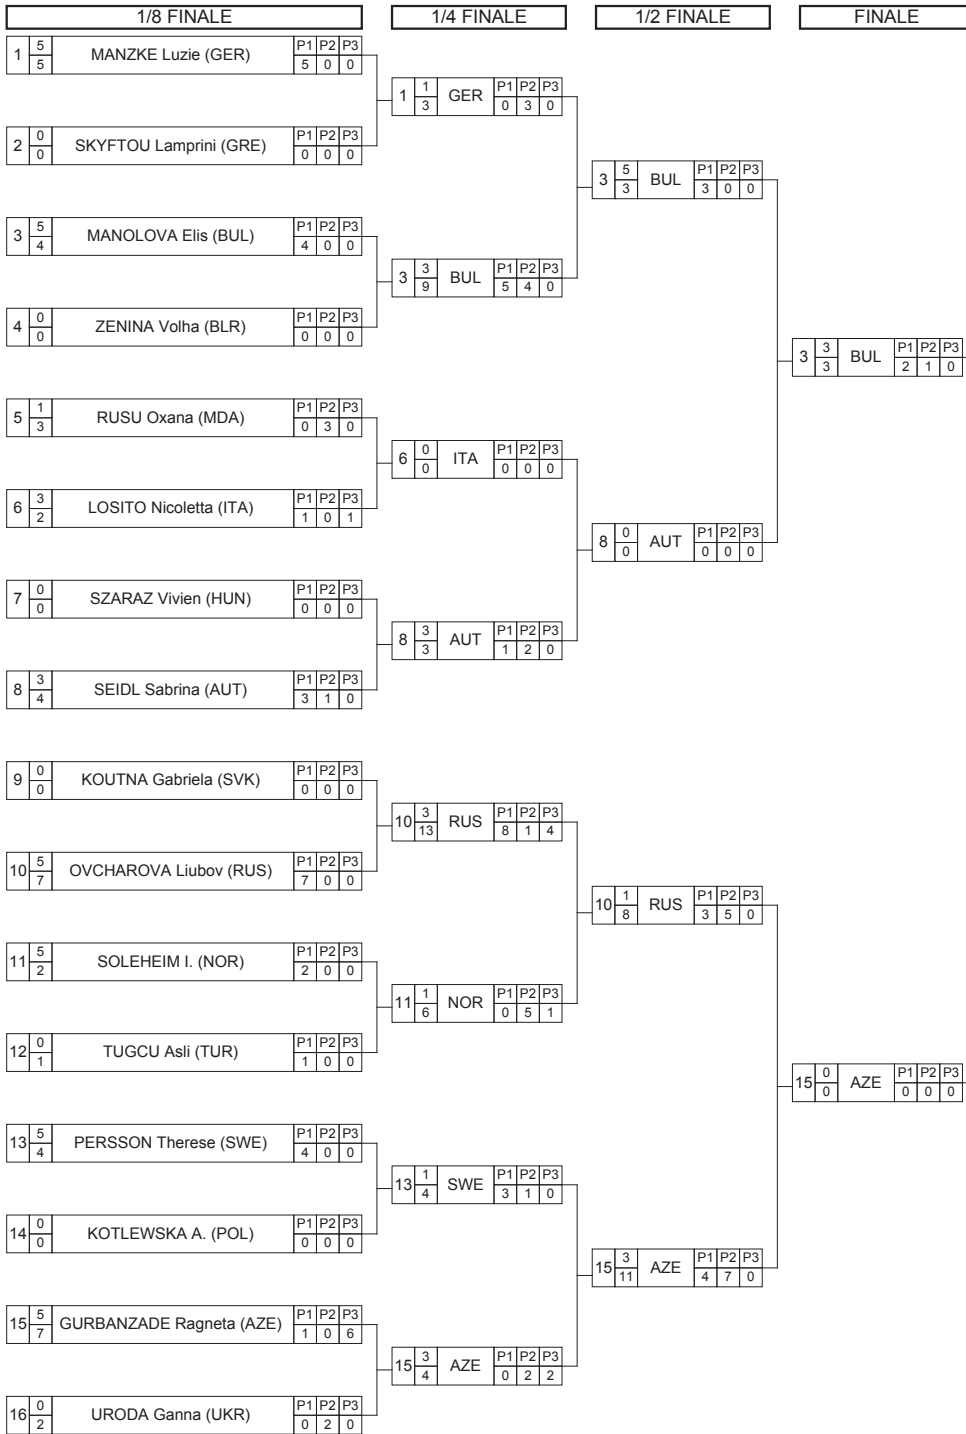 1/8 FINALE 1/4 FINALE 1/2 FINALE FINALE
1 5 5 MANZKE Luzie (GER) P1 P2 P3 5 0 0
1 1 3 GER P1 P2 P3 0 3 0
2 0 0 SKYFTOU Lamprini (GRE) P1 P2 P3 0 0 0
3 5 3 BUL P1 P2 P3 3 0 0
3 5 4 MANOLOVA Elis (BUL) P1 P2 P3 4 0 0
3 3 9 BUL P1 P2 P3 5 4 0
4 0 0 ZENINA Volha (BLR) P1 P2 P3 0 0 0
3 3 3 BUL P1 P2 P3 2 1 0
5 1 3 RUSU Oxana (MDA) P1 P2 P3 0 3 0
6 0 0 ITA P1 P2 P3 0 0 0
6 3 2 LOSITO Nicoletta (ITA) P1 P2 P3 1 0 1
8 0 0 AUT P1 P2 P3 0 0 0
7 0 0 SZARAZ Vivien (HUN) P1 P2 P3 0 0 0
8 3 3 AUT P1 P2 P3 1 2 0
8 3 4 SEIDL Sabrina (AUT) P1 P2 P3 3 1 0
9 0 0 KOUTNA Gabriela (SVK) P1 P2 P3 0 0 0
10 3 13 RUS P1 P2 P3 8 1 4
10 5 7 OVCHAROVA Liubov (RUS) P1 P2 P3 7 0 0
10 1 8 RUS P1 P2 P3 3 5 0
11 5 2 SOLEHEIM I. (NOR) P1 P2 P3 2 0 0
11 1 6 NOR P1 P2 P3 0 5 1
12 0 1 TUGCU Asli (TUR) P1 P2 P3 1 0 0
15 0 0 AZE P1 P2 P3 0 0 0
13 5 4 PERSSON Therese (SWE) P1 P2 P3 4 0 0
13 1 4 SWE P1 P2 P3 3 1 0
14 0 0 KOTLEWSKA A. (POL) P1 P2 P3 0 0 0
15 3 11 AZE P1 P2 P3 4 7 0
15 5 7 GURBANZADE Ragneta (AZE) P1 P2 P3 1 0 6
15 3 4 AZE P1 P2 P3 0 2 2
16 0 2 URODA Ganna (UKR) P1 P2 P3 0 2 0